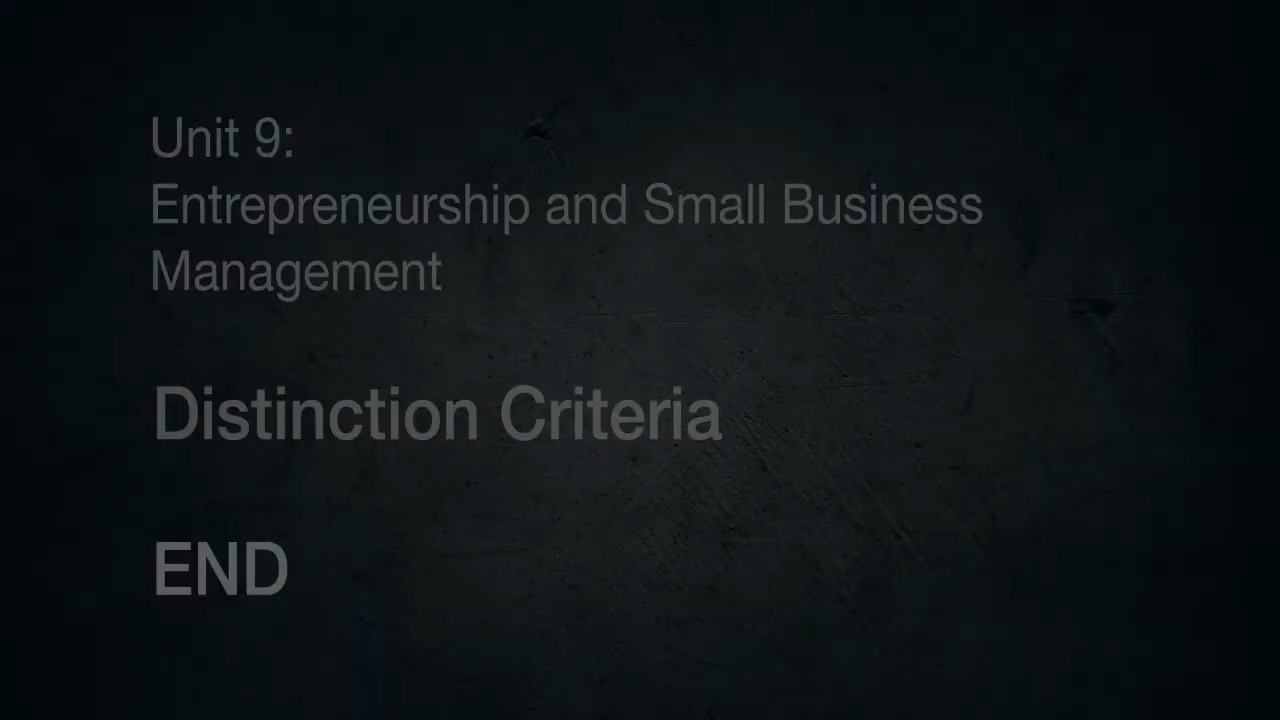 Unit 9:
Entrepreneurship and Small Business
Management
Distinction Criteria
END